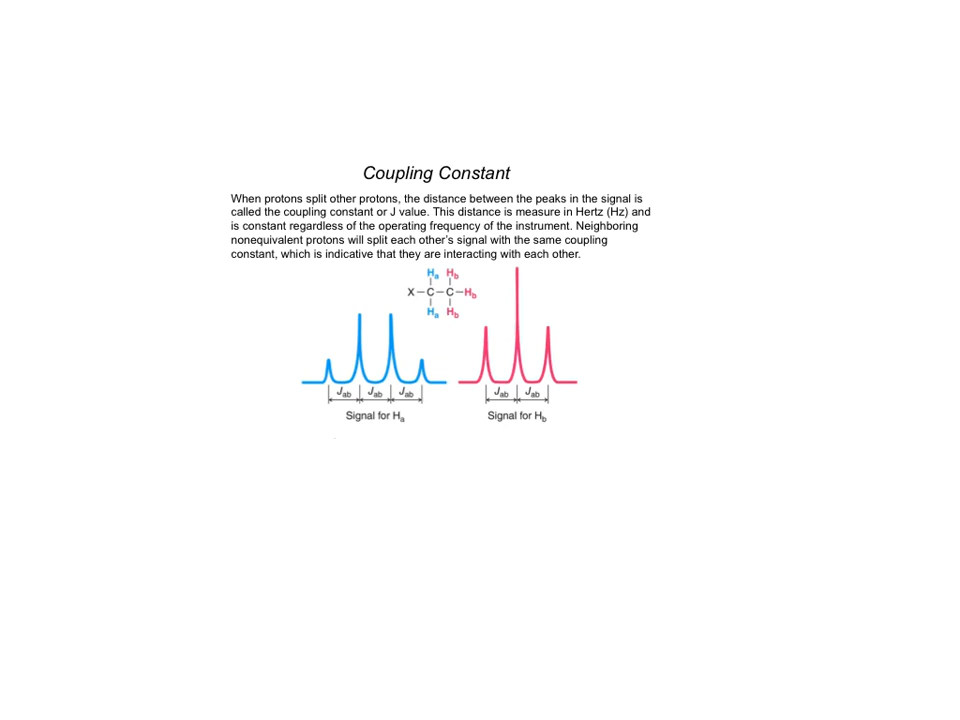 Coupling Constant
When protons split other protons, the distance between the peaks in the signal is
called the coupling constant or J value. This distance is measure in Hertz (Hz) and
is constant regardless of the operating frequency of the instrument. Neighboring
nonequivalent protons will split each other's signal with the same coupling
constant, which is indicative that they are interacting with each other.
Ha Hb
X–C–C–Hb
Ha Hb
Jab Jab Jab
Jab Jab
Signal for Ha
Signal for Hb